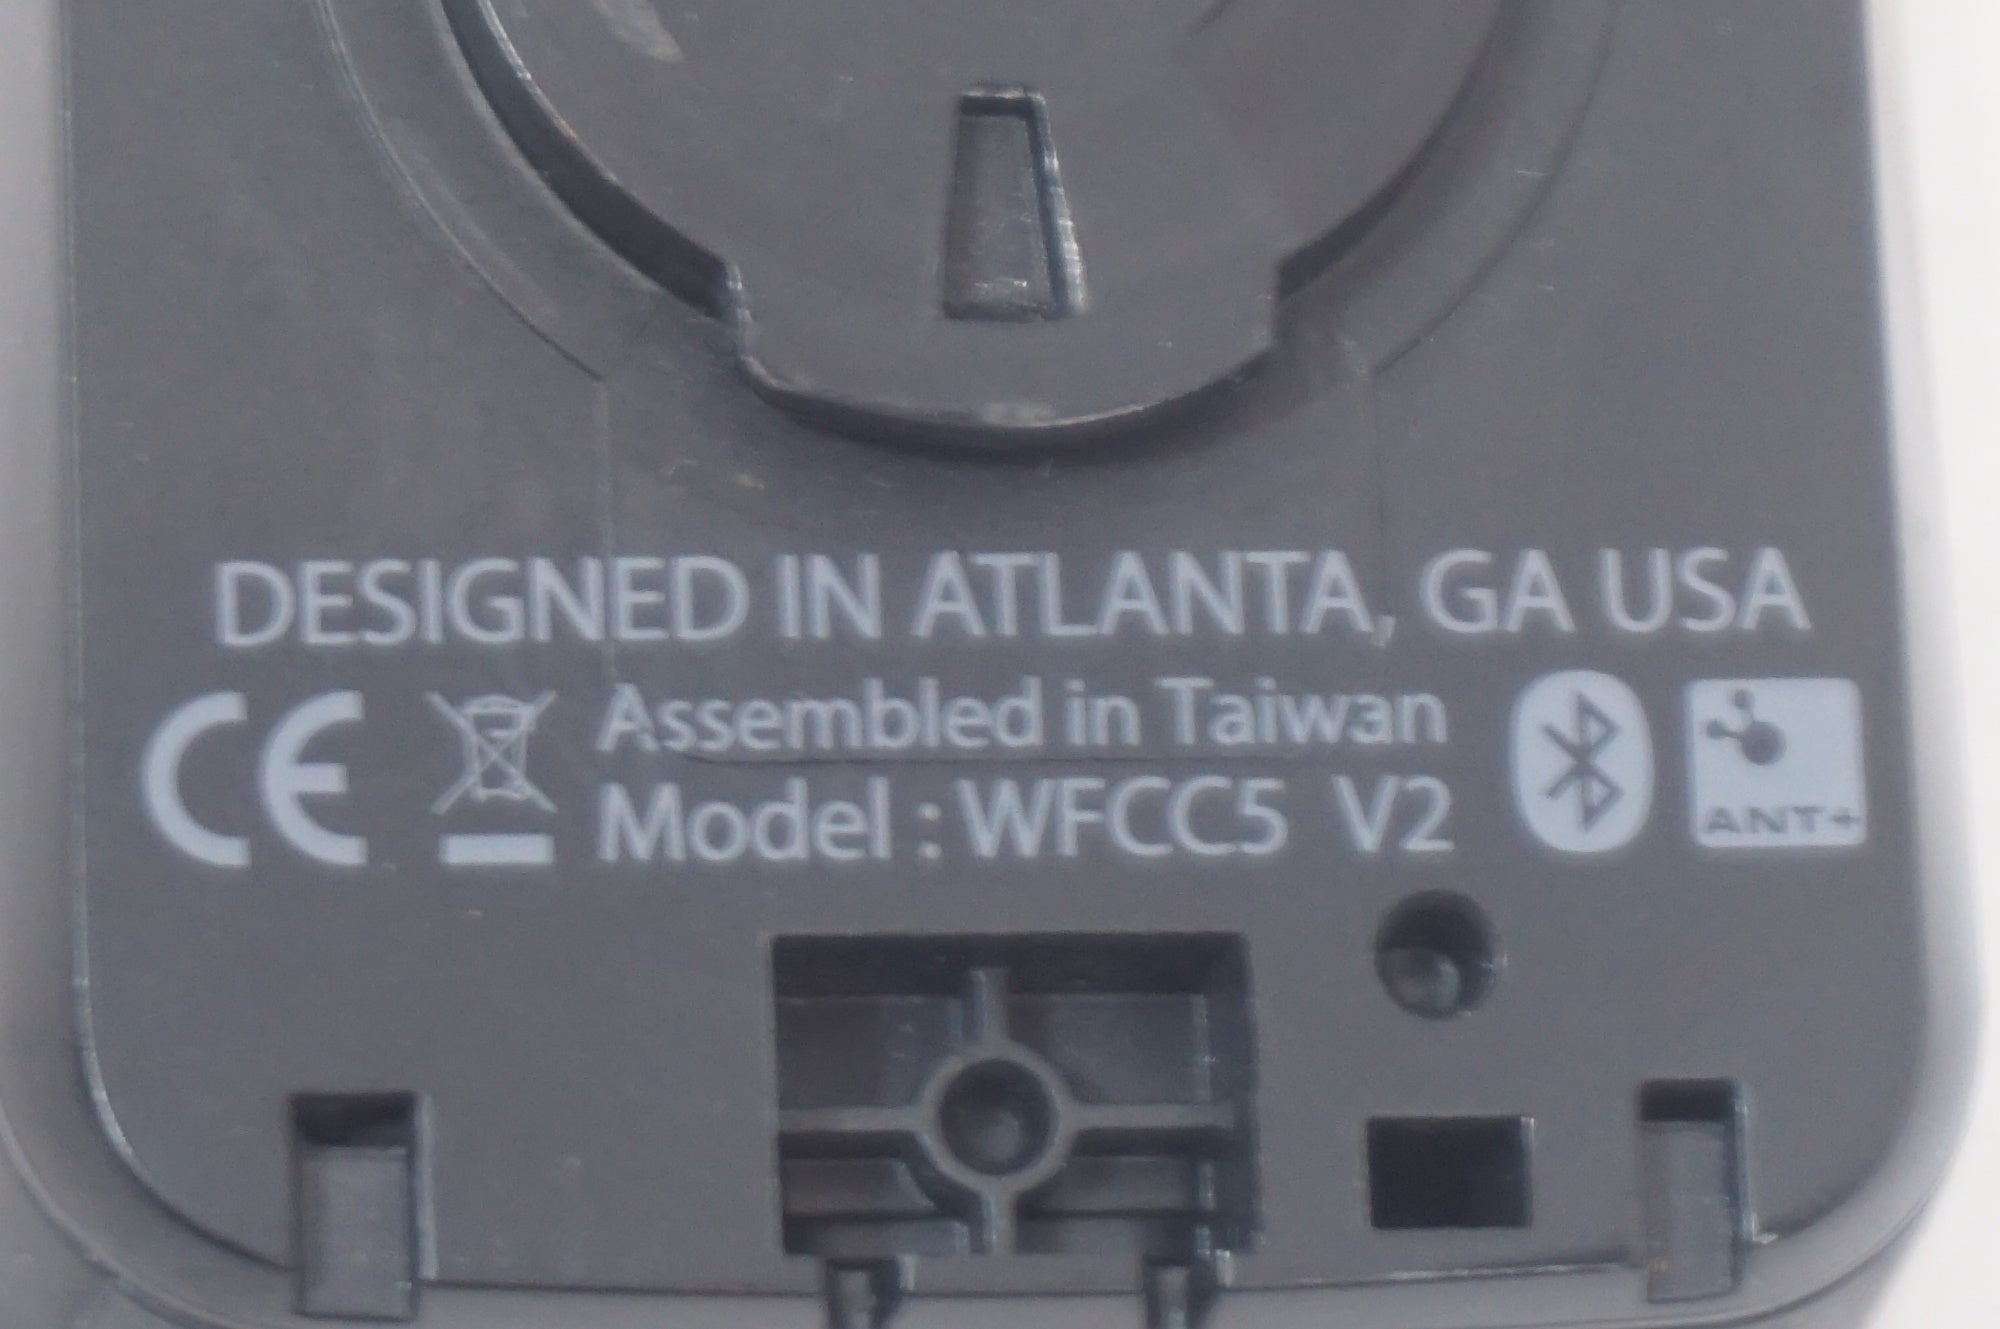 DESIGNED IN ATLANTA, GA USA
CE Assembled in Taiwan
Model : WFCC5 V2
ANT+